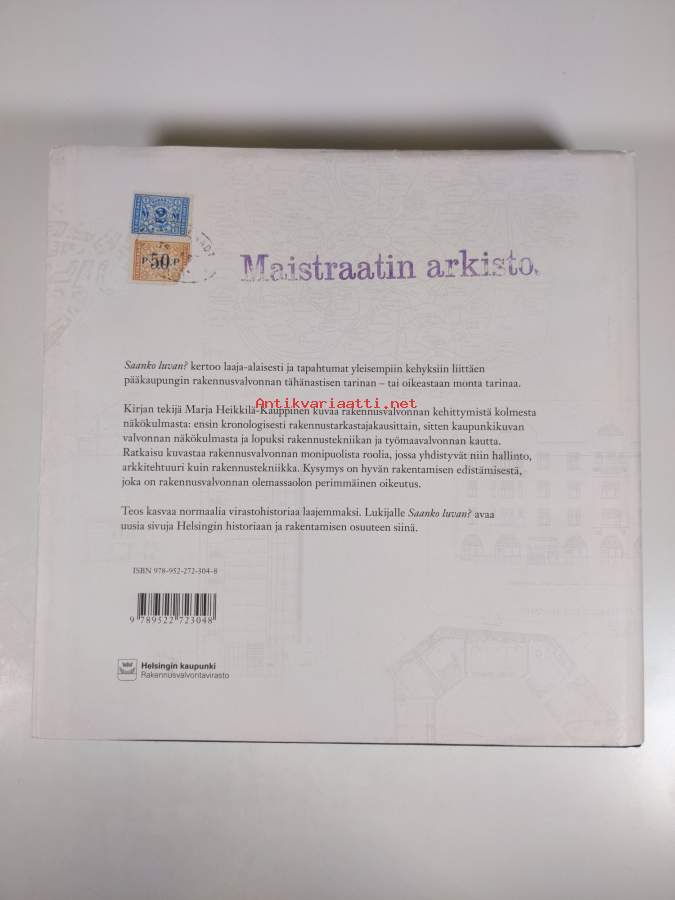 M 2 M
P 50 P
Maistraatin arkisto.
Saanko luvan? kertoo laaja-alaisesti ja tapahtumat yleisempiin kehyksiin liittäen
pääkaupungin rakennusvalvonnan tähänastisen tarinan – tai oikeastaan monta tarinaa.
Antikvariaatti.net
Kirjan tekijä Marja Heikkilä-Kauppinen kuvaa rakennusvalvonnan kehittymistä kolmesta
näkökulmasta: ensin kronologisesti rakennustarkastajakausittain, sitten kaupunkikuvan
valvonnan näkökulmasta ja lopuksi rakennustekniikan ja työmaavalvonnan kautta.
Ratkaisu kuvastaa rakennusvalvonnan monipuolista roolia, jossa yhdistyvät niin hallinto,
arkkitehtuuri kuin rakennustekniikka. Kysymys on hyvän rakentamisen edistämisestä,
joka on rakennusvalvonnan olemassaolon perimmäinen oikeutus.
Teos kasvaa normaalia virastohistoriaa laajemmaksi. Lukijalle Saanko luvan? avaa
uusia sivuja Helsingin historiaan ja rakentamisen osuuteen siinä.
ISBN 978-952-272-304-8
9 789522 723048
Helsingin kaupunki
Rakennusvalvontavirasto